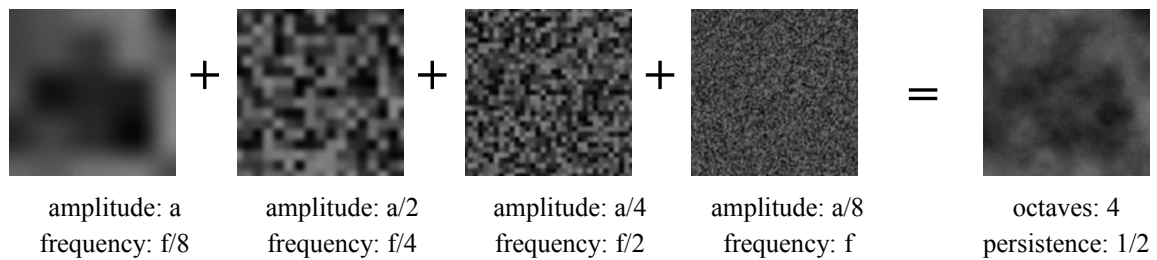 + + + =
amplitude: a amplitude: a/2 amplitude: a/4 amplitude: a/8 octaves: 4
frequency: f/8 frequency: f/4 frequency: f/2 frequency: f persistence: 1/2